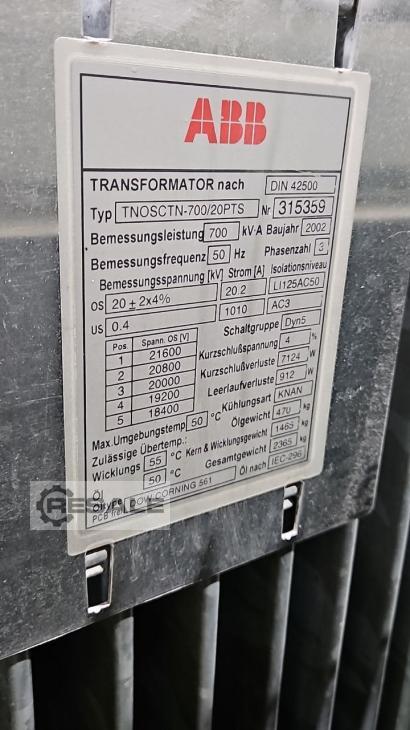 ABB
TRANSFORMATOR nach DIN 42500
Typ TNOSCTN-700/20PTS Nr 315359
Bemessungsleistung 700 kV·A Baujahr 2002
Bemessungsfrequenz 50 Hz Phasenzahl 3
Bemessungsspannung [kV] Strom [A] Isolationsniveau
OS 20 ± 2x4% 20.2 LI125AC50
US 0.4 1010 AC3
Schaltgruppe Dyn5
Pos. Spann. OS [V] Kurzschlußspannung 4 %
1 21600 Kurzschlußverluste 7124 W
2 20800 Leerlaufverluste 912 W
3 20000
4 19200
5 18400
Max.Umgebungstemp 50 °C Kühlungsart KNAN
Zulässige Übertemp.: Ölgewicht 470 kg
Wicklungs 55 °C Kern & Wicklungsgewicht 1465 kg
Öl 50 °C Gesamtgewicht 2365 kg
DOW CORNING 561 Öl nach IEC-296
PCB frei
RESALE